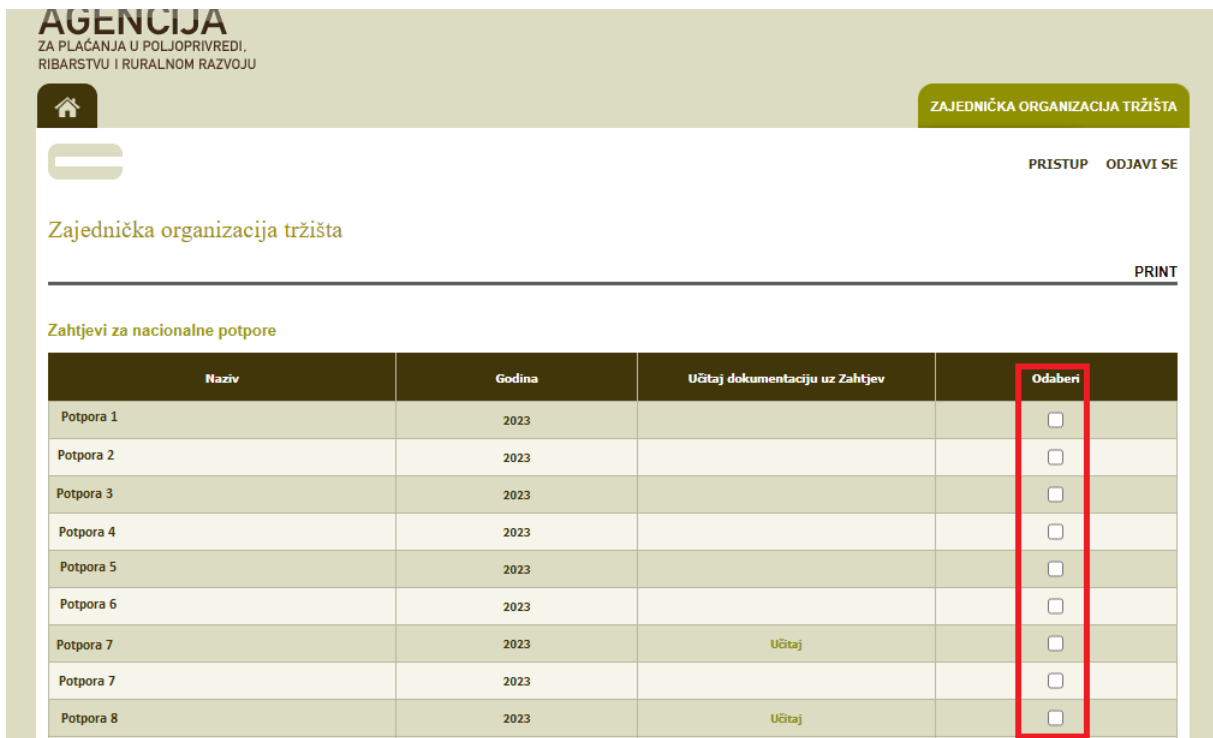 AGENCIJA
ZA PLAĆANJA U POLJOPRIVREDI,
RIBARSTVU I RURALNOM RAZVOJU
ZAJEDNIČKA ORGANIZACIJA TRŽIŠTA
PRISTUP ODJAVI SE
Zajednička organizacija tržišta
PRINT
Zahtjevi za nacionalne potpore
Naziv Godina Učitaj dokumentaciju uz Zahtjev Odaberi
Potpora 1 2023
Potpora 2 2023
Potpora 3 2023
Potpora 4 2023
Potpora 5 2023
Potpora 6 2023
Potpora 7 2023 Učitaj
Potpora 7 2023
Potpora 8 2023 Učitaj